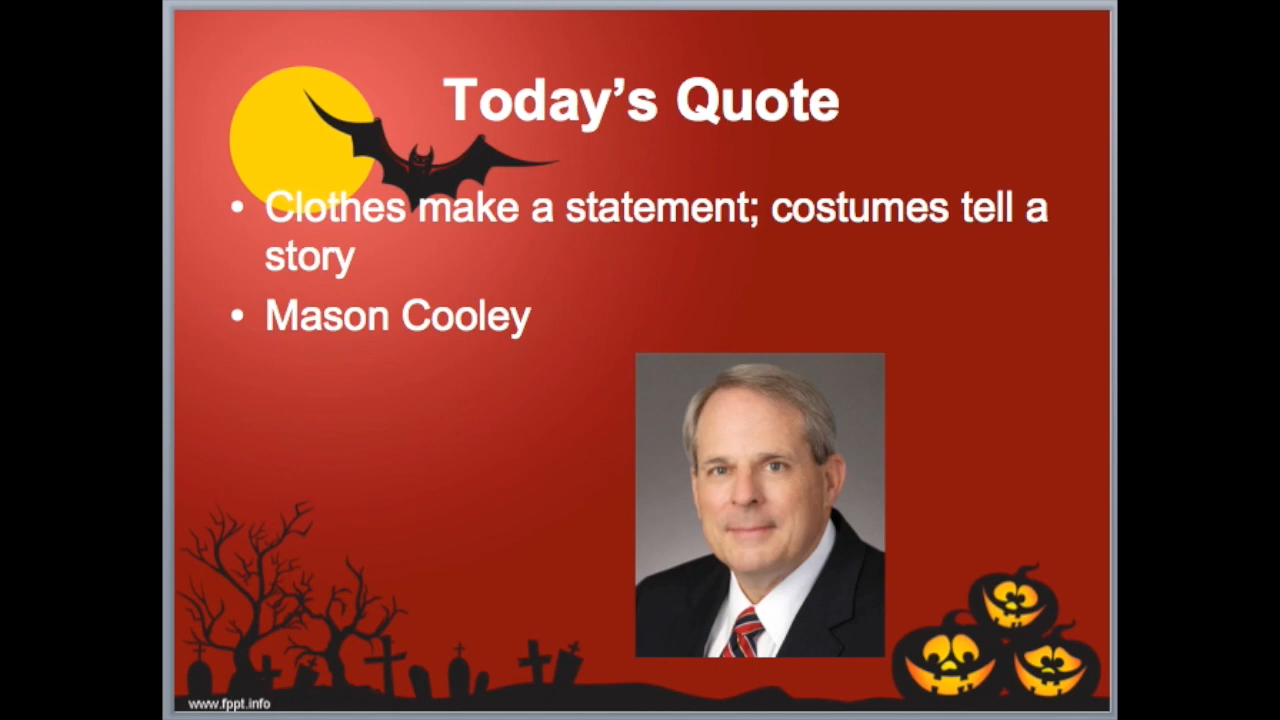 Today’s Quote
• Clothes make a statement; costumes tell a
story
• Mason Cooley
www.fppt.info